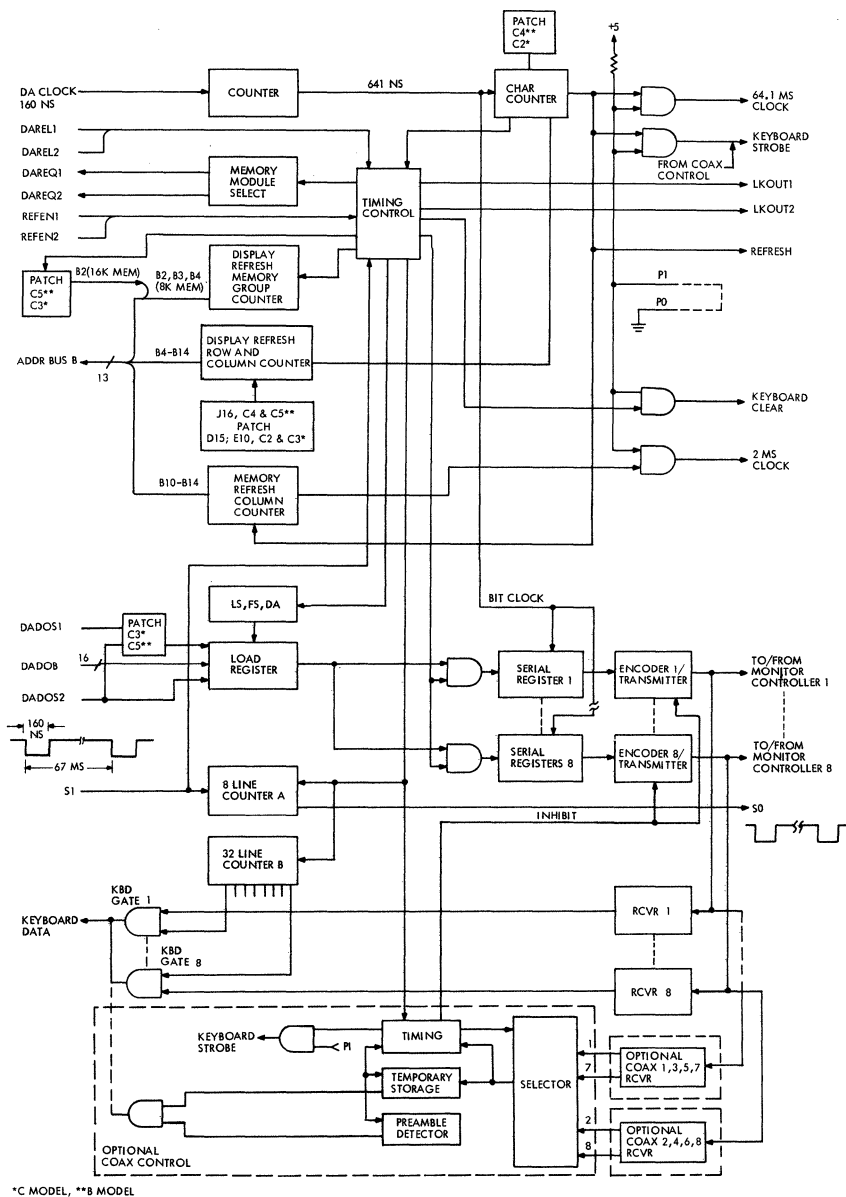 PATCH
C4**
C2*
+5
DA CLOCK
160 NS
COUNTER
641 NS
CHAR
COUNTER
64.1 MS
CLOCK
DAREL1
DAREL2
KEYBOARD
STROBE
FROM COAX
CONTROL
DAREQ1
DAREQ2
MEMORY
MODULE
SELECT
TIMING
CONTROL
LKOUT1
LKOUT2
REFEN1
REFEN2
REFRESH
PATCH
C5**
C3*
B2(16K MEM)
B2, B3, B4
(8K MEM)
DISPLAY
REFRESH
MEMORY
GROUP
COUNTER
P1
P0
ADDR BUS B
13
B4-B14
DISPLAY REFRESH
ROW AND
COLUMN COUNTER
J16, C4 & C5**
PATCH
D15; E10, C2 & C3*
KEYBOARD
CLEAR
2 MS
CLOCK
B10-B14
MEMORY
REFRESH
COLUMN
COUNTER
LS, FS, DA
BIT CLOCK
DADOS1
PATCH
C3*
C5**
DADOB
16
LOAD
REGISTER
DADOS2
SERIAL
REGISTER 1
ENCODER 1/
TRANSMITTER
TO/FROM
MONITOR
CONTROLLER 1
160
NS
67 MS
SERIAL
REGISTERS 8
ENCODER 8/
TRANSMITTER
TO/FROM
MONITOR
CONTROLLER 8
S1
8 LINE
COUNTER A
S0
INHIBIT
32 LINE
COUNTER B
KBD
GATE 1
KEYBOARD
DATA
RCVR 1
KBD
GATE 8
RCVR 8
KEYBOARD
STROBE
P1
TIMING
TEMPORARY
STORAGE
PREAMBLE
DETECTOR
SELECTOR
1
7
OPTIONAL
COAX 1,3,5,7
RCVR
2
8
OPTIONAL
COAX 2,4,6,8
RCVR
OPTIONAL
COAX CONTROL
*C MODEL, **B MODEL